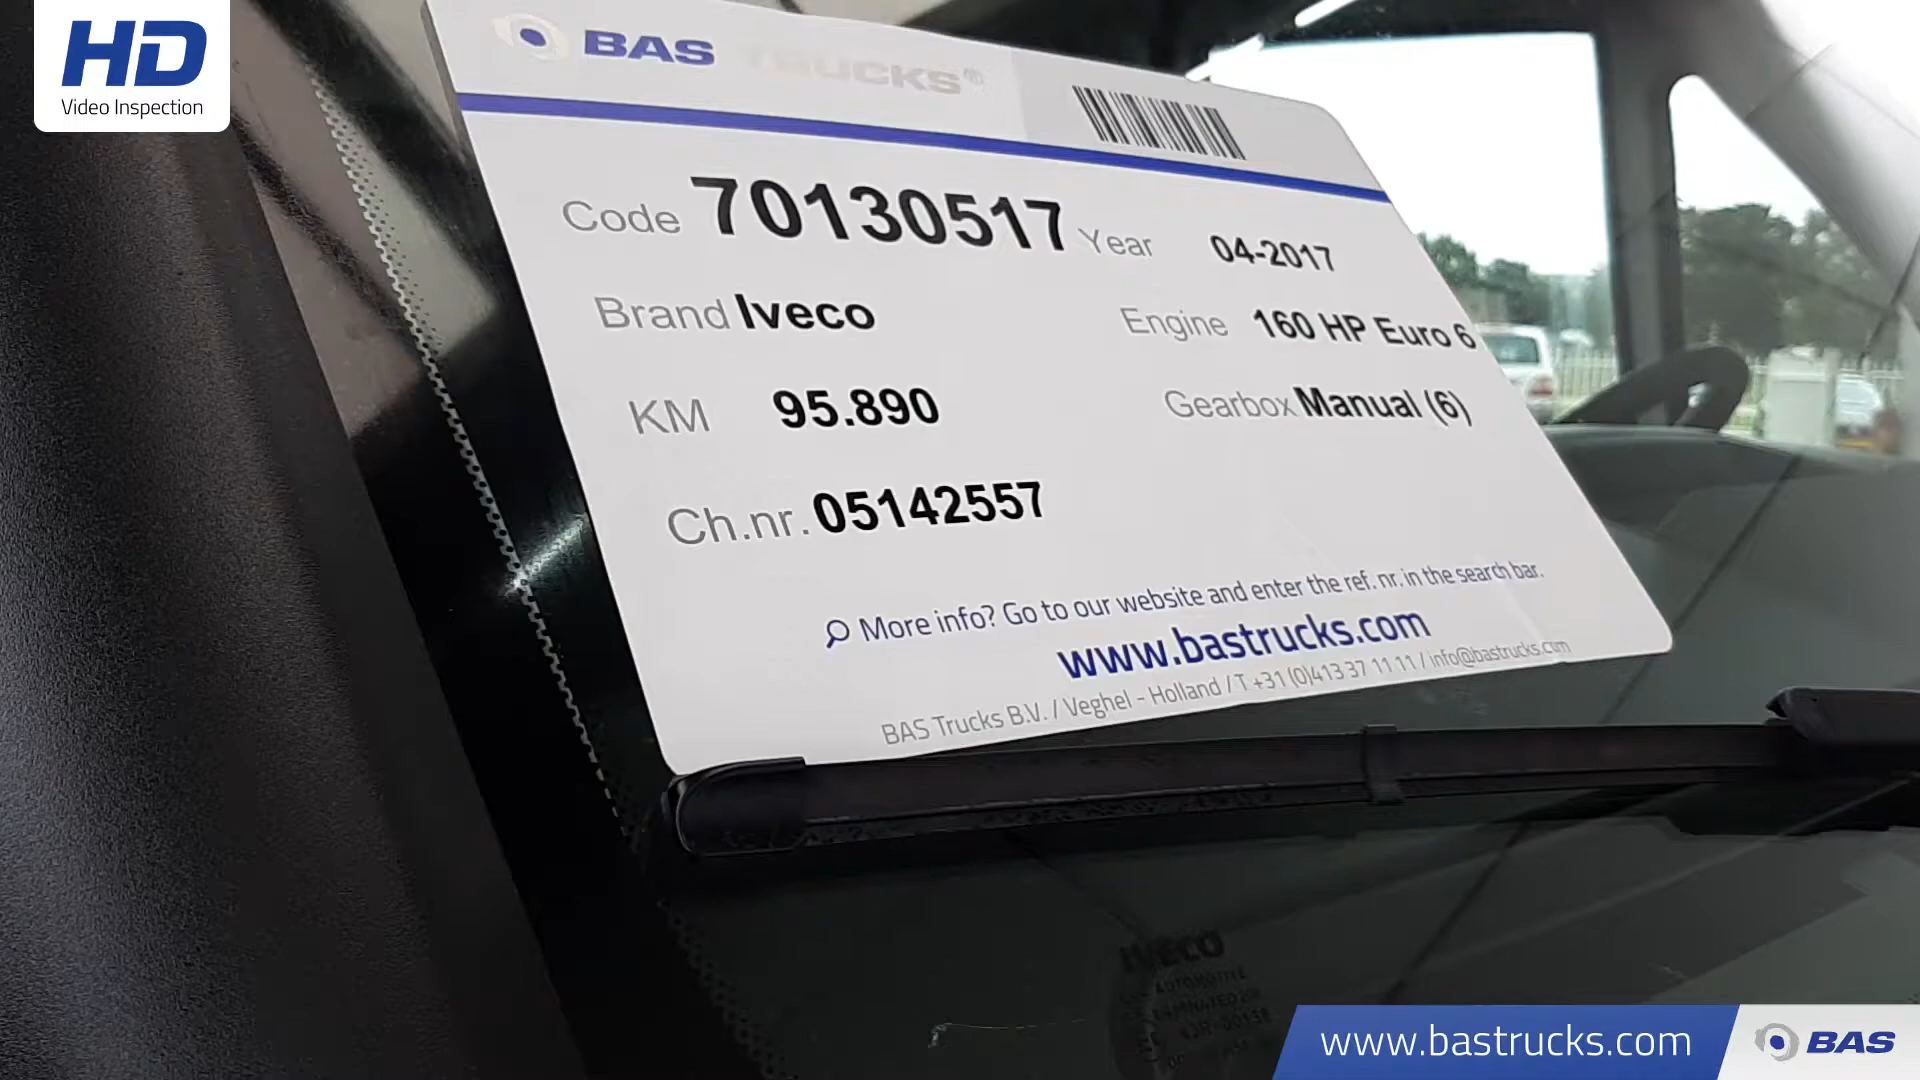 HD
Video Inspection
BAS TRUCKS®
Code 70130517 Year 04-2017
Brand Iveco Engine 160 HP Euro 6
KM 95.890 Gearbox Manual (6)
Ch.nr. 05142557
More info? Go to our website and enter the ref. nr. in the search bar.
www.bastrucks.com
BAS Trucks B.V. / Veghel - Holland / T +31 (0)413 37 11 11 / info@bastrucks.com
IVECO
AUTOMOTIVE
LAMINATED
www.bastrucks.com
BAS